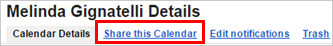 Melinda Gignatelli Details
Calendar Details Share this Calendar Edit notifications Trash